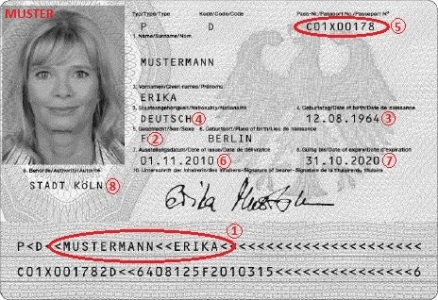 MUSTER
Typ/Type/Type Kode/Code/Code Pass-Nr./Passport No./Passeport N°
P D C01X00178 ⑤
1. Name/Surname/Nom
MUSTERMANN
2. Vornamen/Given names/Prénoms
ERIKA
3. Staatsangehörigkeit/Nationality/Nationalité 4. Geburtstag/Date of birth/Date de naissance
DEUTSCH ④ 12.08.1964 ③
5. Geschlecht/Sex/Sexe 6. Geburtsort/Place of birth/Lieu de naissance
F ② BERLIN
7. Ausstellungsdatum/Date of issue/Date de délivrance 8. Gültig bis/Date of expiry/Date d'expiration
01.11.2010 ⑥ 31.10.2020 ⑦
9. Behörde/Authority/Autorité 10. Unterschrift der Inhaberin/Signature of bearer/Signature de la titulaire
STADT KÖLN ⑧
Erika Mustermann
①
P<D<<MUSTERMANN<<ERIKA<<<<<<<<<<<<<<<<<<<<<<
C01X001782D<<6408125F2010315<<<<<<<<<<<<<<<6